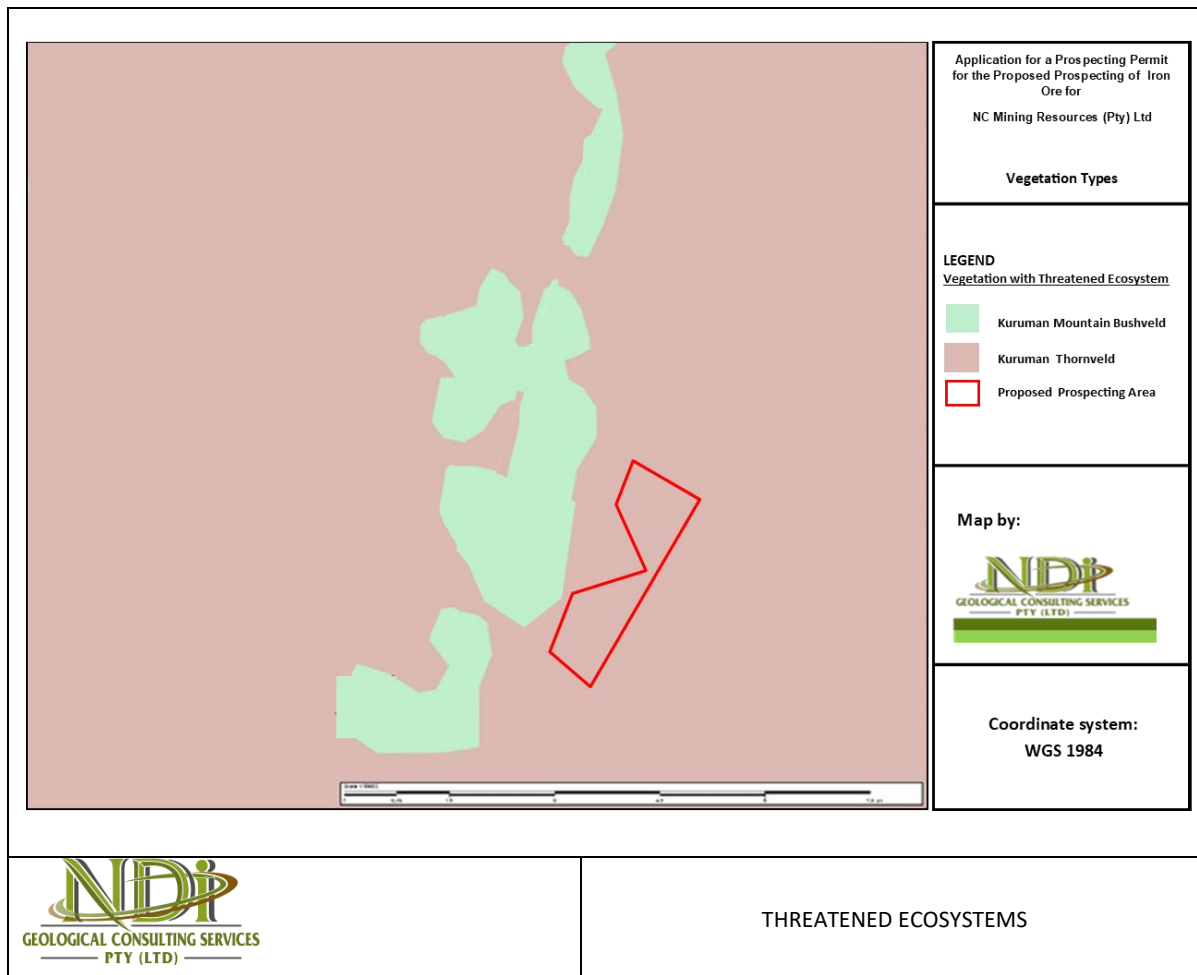 Application for a Prospecting Permit
for the Proposed Prospecting of Iron
Ore for
NC Mining Resources (Pty) Ltd
Vegetation Types
LEGEND
Vegetation with Threatened Ecosystem
Kuruman Mountain Bushveld
Kuruman Thornveld
Proposed Prospecting Area
Map by:
NDi
GEOLOGICAL CONSULTING SERVICES
PTY (LTD)
Coordinate system:
WGS 1984
NDi
GEOLOGICAL CONSULTING SERVICES
PTY (LTD)
THREATENED ECOSYSTEMS